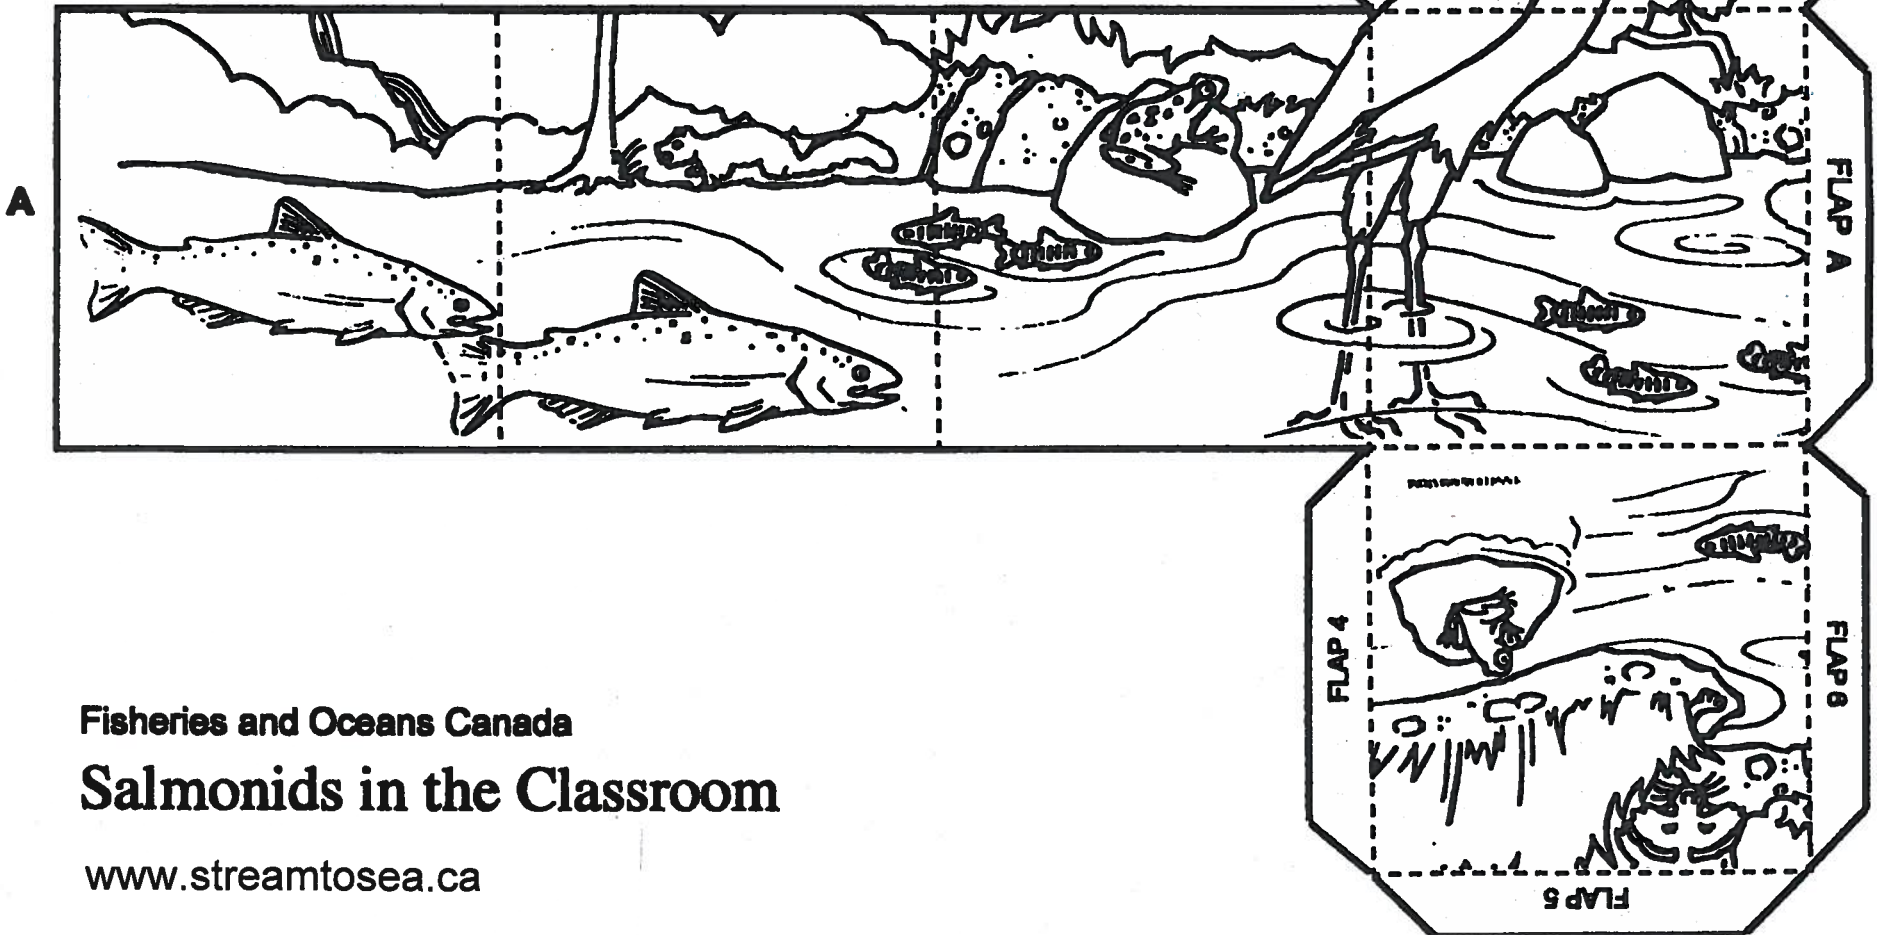 A
FLAP A
FLAP 4
FLAP 6
Fisheries and Oceans Canada
Salmonids in the Classroom
www.streamtosea.ca
FLAP 5